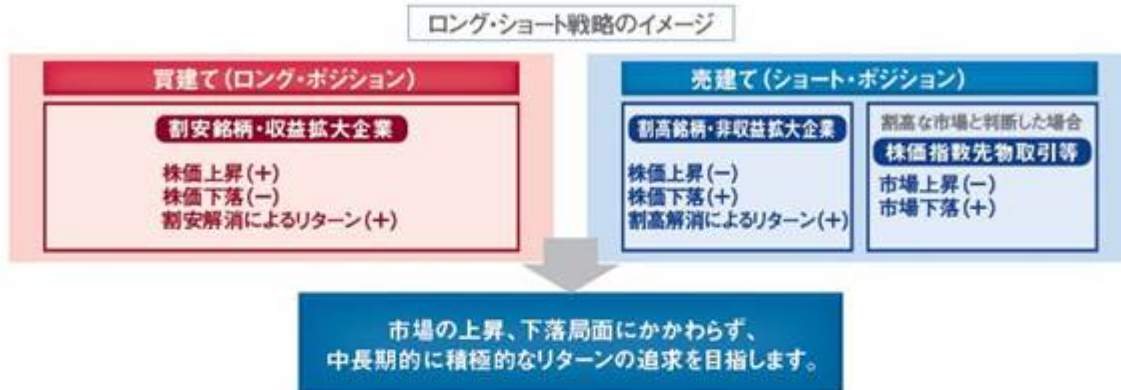 ロング・ショート戦略のイメージ
買建て(ロング・ポジション)
割安銘柄・収益拡大企業
株価上昇(+)
株価下落(−)
割安解消によるリターン(+)
売建て(ショート・ポジション)
割高銘柄・非収益拡大企業
株価上昇(−)
株価下落(+)
割高解消によるリターン(+)
割高な市場と判断した場合
株価指数先物取引等
市場上昇(−)
市場下落(+)
市場の上昇、下落局面にかかわらず、
中長期的に積極的なリターンの追求を目指します。